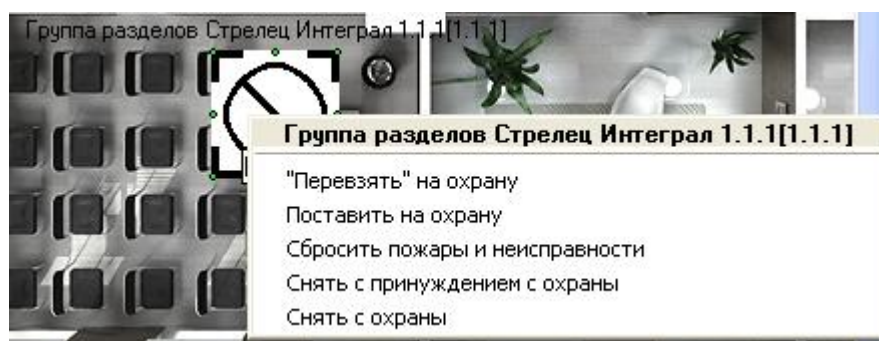 Группа разделов Стрелец Интеграл 1.1.1[1.1.1]
Группа разделов Стрелец Интеграл 1.1.1[1.1.1]
"Перевзять" на охрану
Поставить на охрану
Сбросить пожары и неисправности
Снять с принуждением с охраны
Снять с охраны